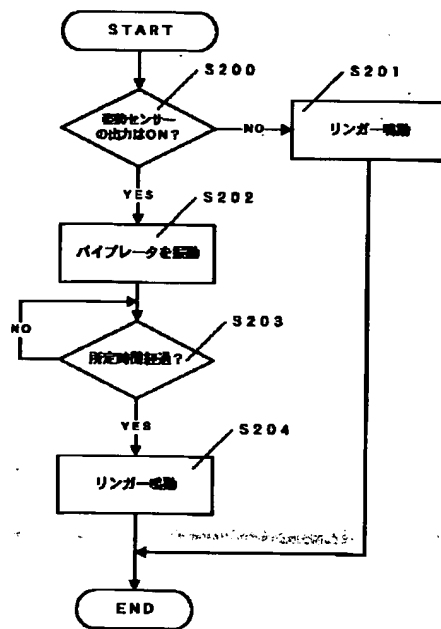 START
S200
S201
姿勢センサー
の出力はON?
NO
リンガー鳴動
YES
S202
バイブレータを振動
NO
S203
所定時間経過?
YES
S204
リンガー鳴動
END